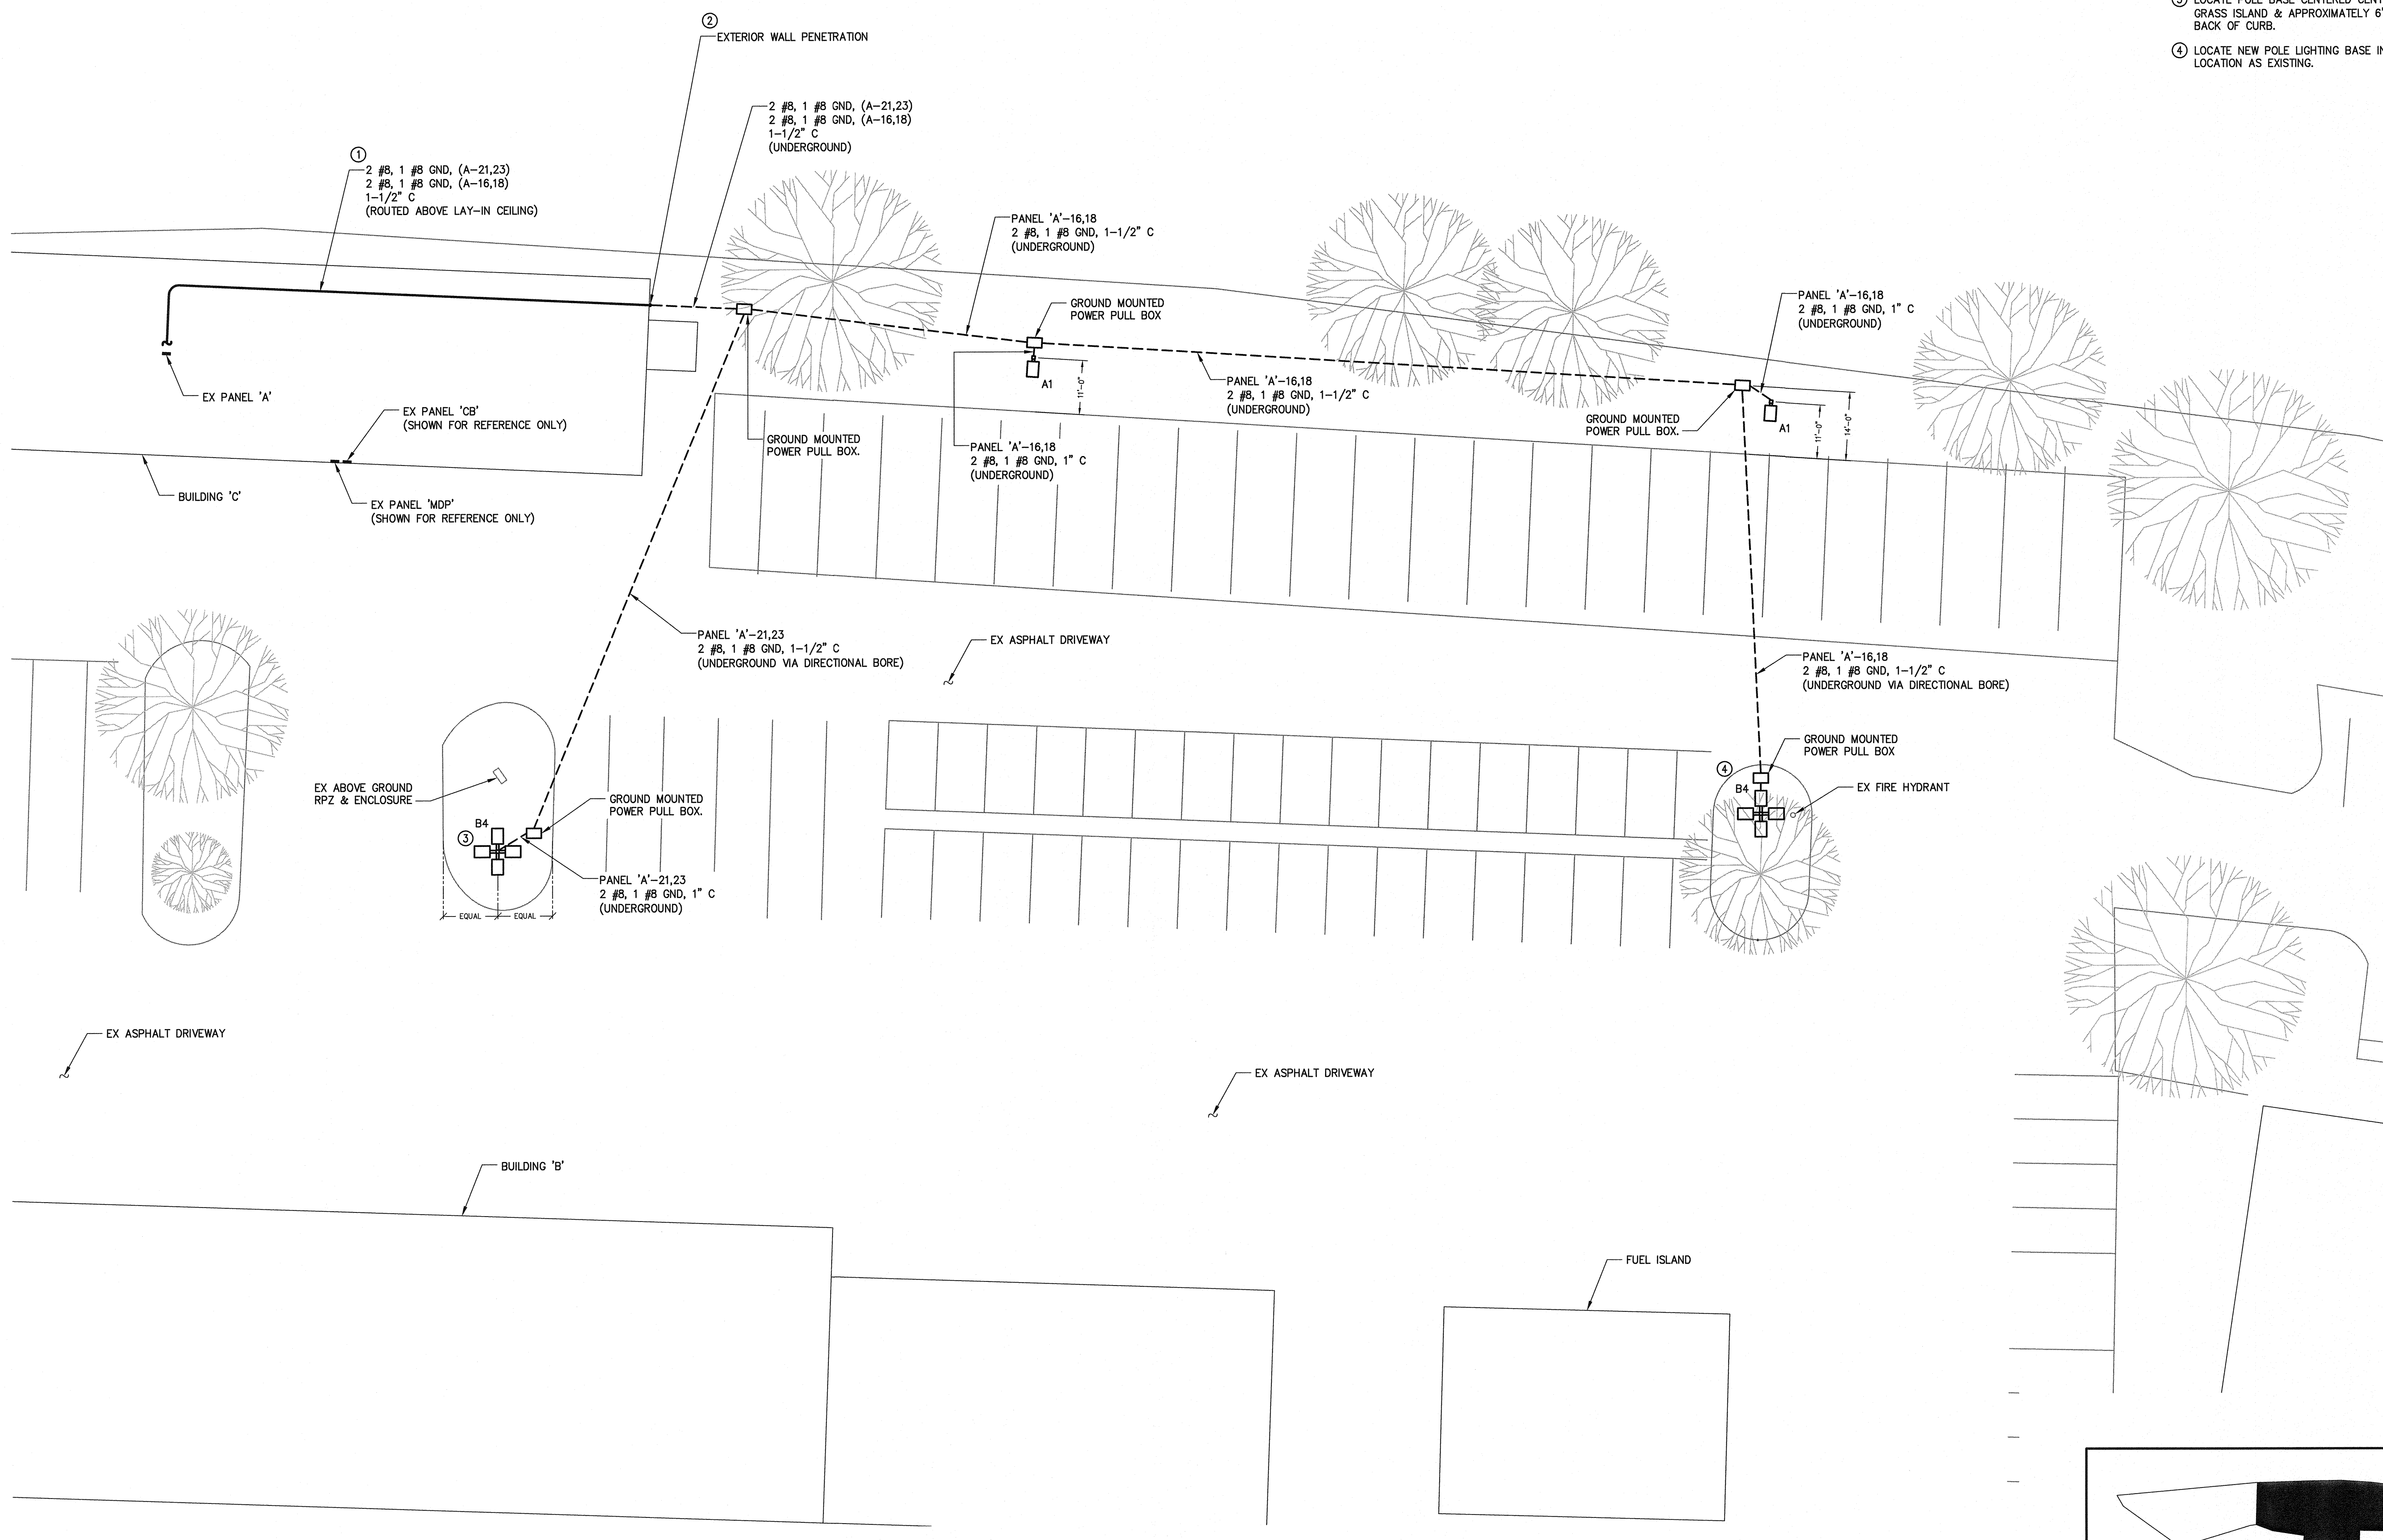 ③ LOCATE POLE BASE CENTERED
GRASS ISLAND & APPROXIMATELY 6'
BACK OF CURB.
④ LOCATE NEW POLE LIGHTING BASE
LOCATION AS EXISTING.
②
EXTERIOR WALL PENETRATION
2 #8, 1 #8 GND, (A-21,23)
2 #8, 1 #8 GND, (A-16,18)
1-1/2" C
(UNDERGROUND)
①
2 #8, 1 #8 GND, (A-21,23)
2 #8, 1 #8 GND, (A-16,18)
1-1/2" C
(ROUTED ABOVE LAY-IN CEILING)
PANEL 'A'-16,18
2 #8, 1 #8 GND, 1-1/2" C
(UNDERGROUND)
GROUND MOUNTED
POWER PULL BOX
PANEL 'A'-16,18
2 #8, 1 #8 GND, 1" C
(UNDERGROUND)
A1
11'-0"
PANEL 'A'-16,18
2 #8, 1 #8 GND, 1-1/2" C
(UNDERGROUND)
GROUND MOUNTED
POWER PULL BOX.
A1
11'-0"
14'-0"
EX PANEL 'A'
EX PANEL 'CB'
(SHOWN FOR REFERENCE ONLY)
GROUND MOUNTED
POWER PULL BOX.
PANEL 'A'-16,18
2 #8, 1 #8 GND, 1" C
(UNDERGROUND)
BUILDING 'C'
EX PANEL 'MDP'
(SHOWN FOR REFERENCE ONLY)
PANEL 'A'-21,23
2 #8, 1 #8 GND, 1-1/2" C
(UNDERGROUND VIA DIRECTIONAL BORE)
EX ASPHALT DRIVEWAY
PANEL 'A'-16,18
2 #8, 1 #8 GND, 1-1/2" C
(UNDERGROUND VIA DIRECTIONAL BORE)
GROUND MOUNTED
POWER PULL BOX
④
B4
EX FIRE HYDRANT
EX ABOVE GROUND
RPZ & ENCLOSURE
GROUND MOUNTED
POWER PULL BOX.
B4
③
PANEL 'A'-21,23
2 #8, 1 #8 GND, 1" C
(UNDERGROUND)
EQUAL EQUAL
EX ASPHALT DRIVEWAY
EX ASPHALT DRIVEWAY
BUILDING 'B'
FUEL ISLAND